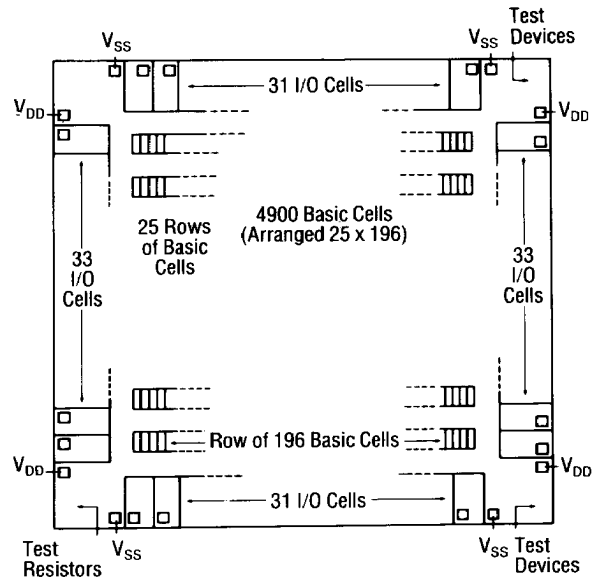 Test
Devices
VSS
VSS
31 I/O Cells
VDD
VDD
4900 Basic Cells
(Arranged 25 x 196)
25 Rows
of Basic
Cells
33
I/O
Cells
33
I/O
Cells
Row of 196 Basic Cells
VDD
VDD
31 I/O Cells
Test
Resistors
VSS
VSS
Test
Devices